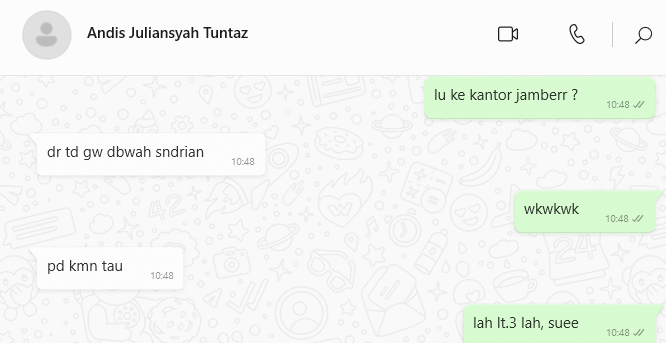 Andis Juliansyah Tuntaz
lu ke kantor jamberr ?
10:48
dr td gw dbwah sndrian
10:48
wkwkwk
10:48
pd kmn tau
10:48
lah lt.3 lah, suee
10:48